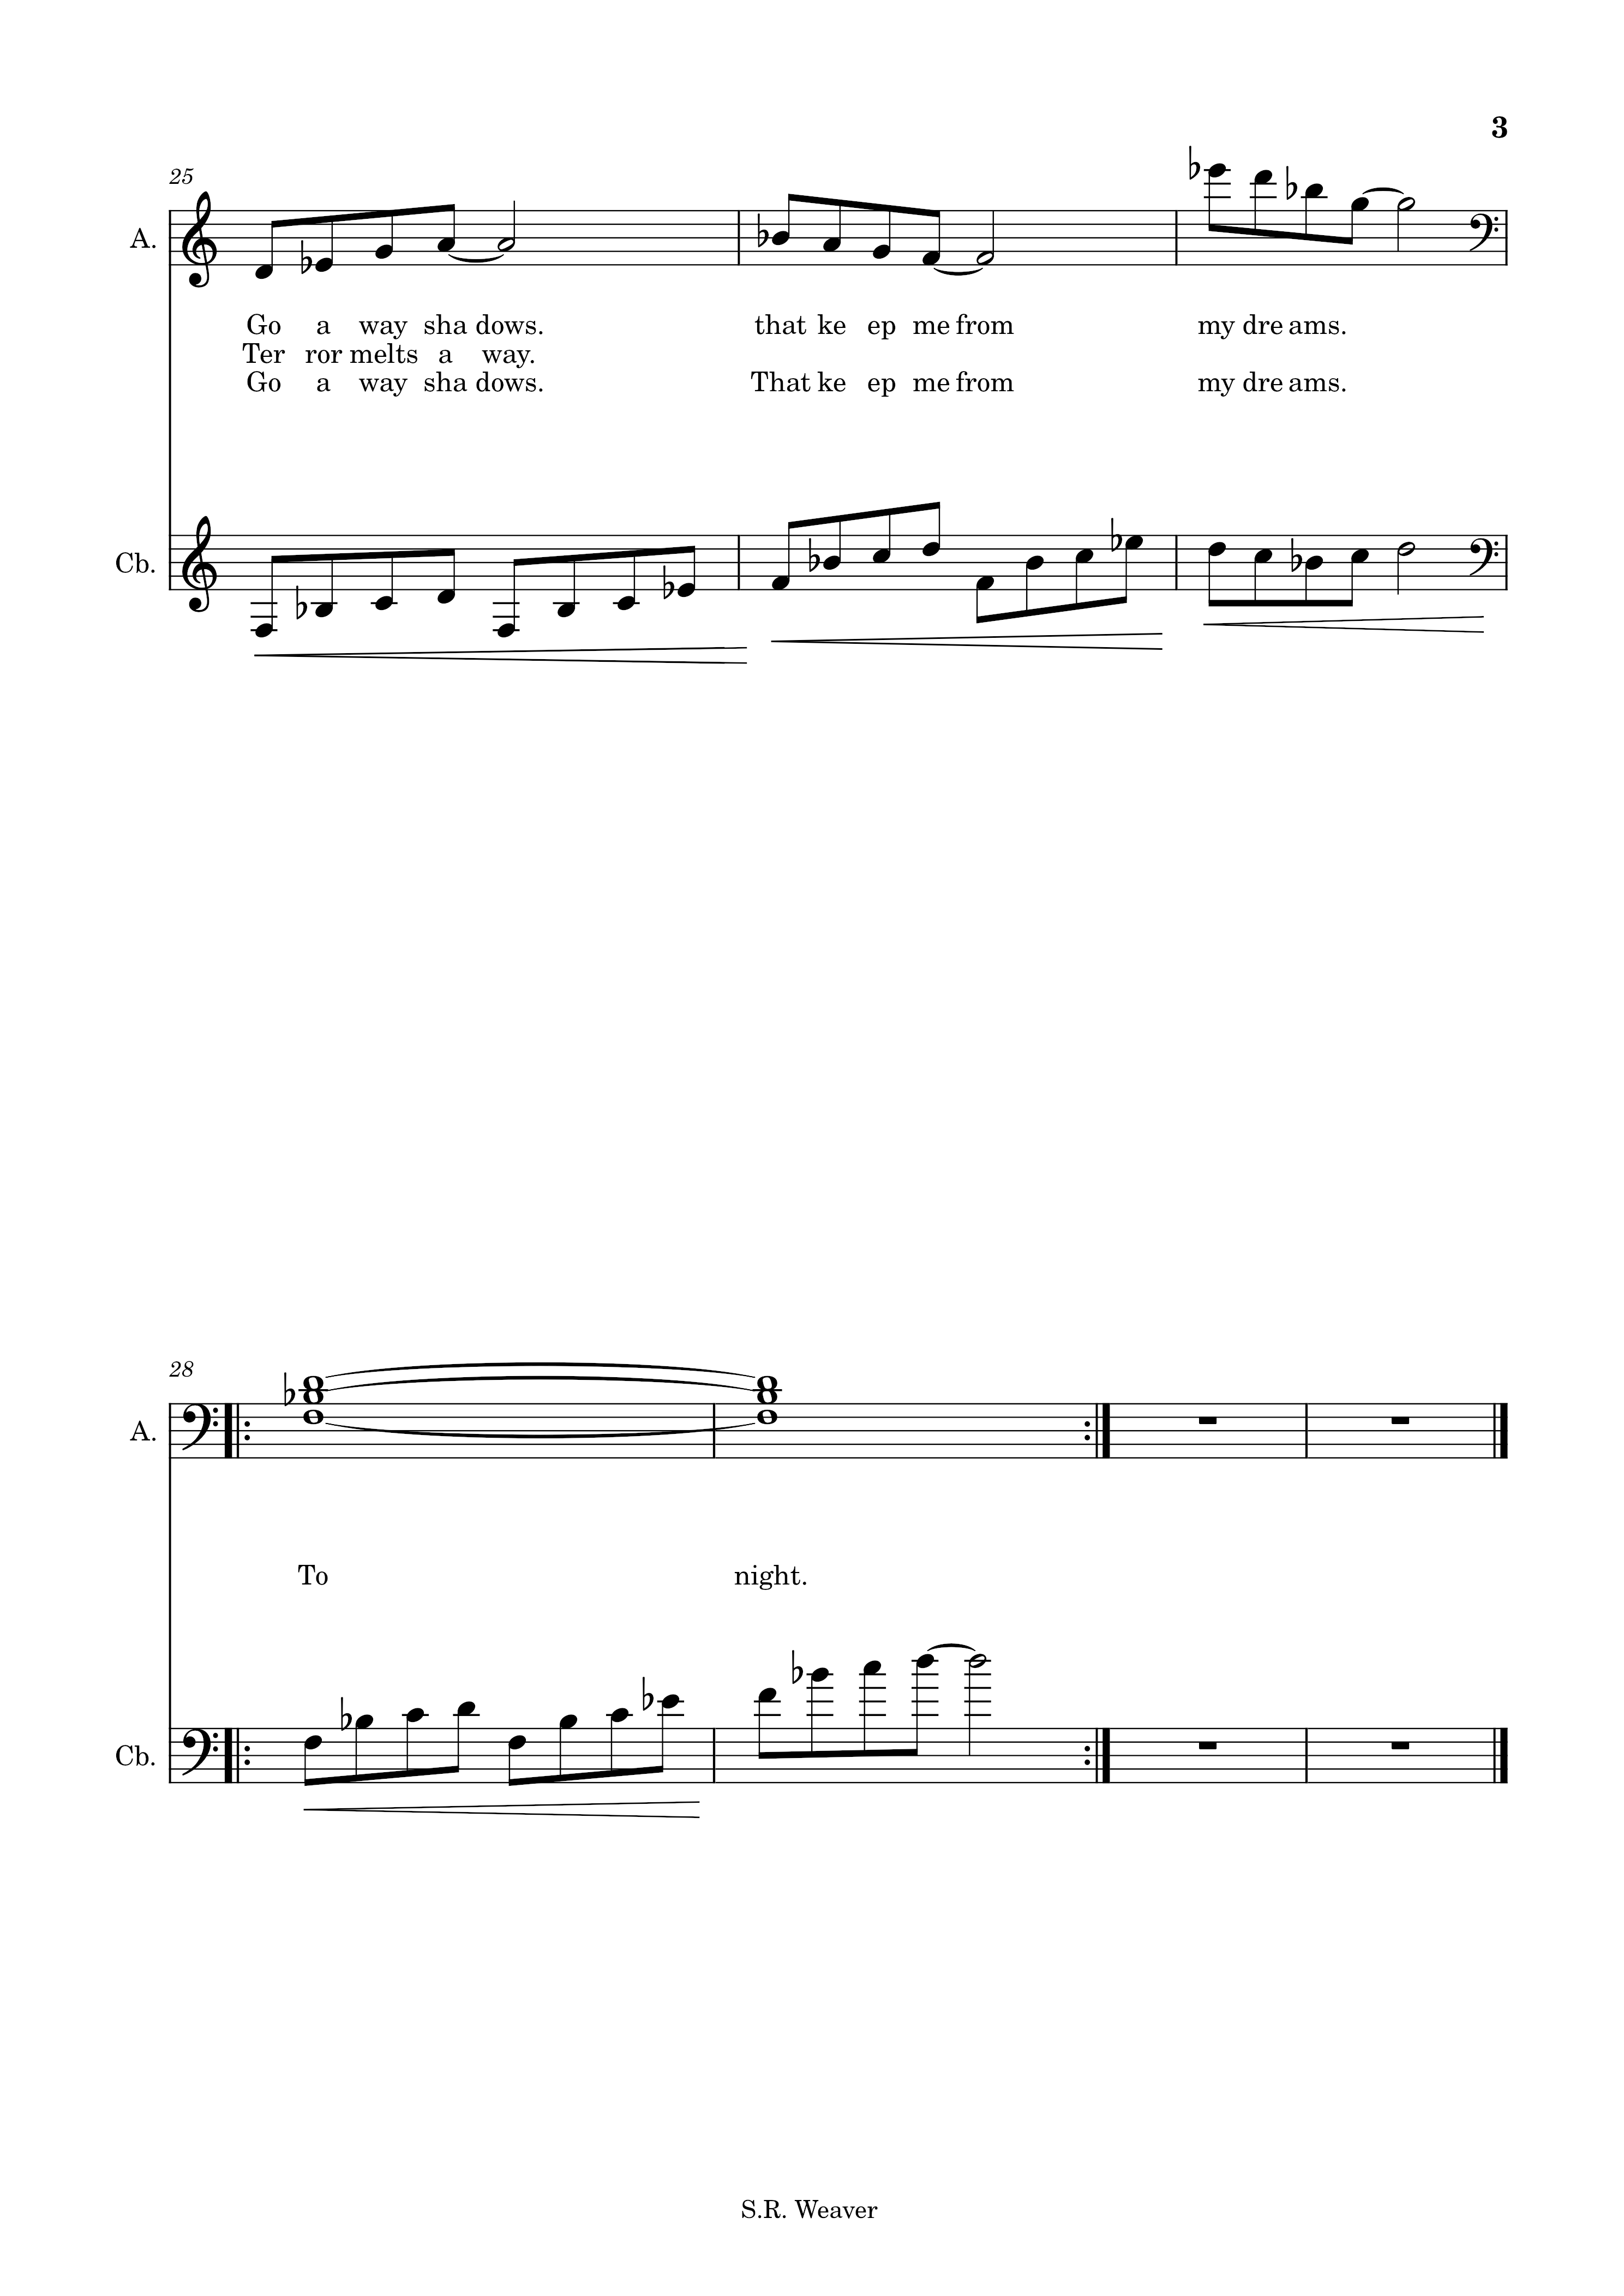 3
25
A.
Go a way sha dows. that ke ep me from my dre ams.
Ter ror melts a way.
Go a way sha dows. That ke ep me from my dre ams.
Cb.
28
A.
To night.
Cb.
S.R. Weaver